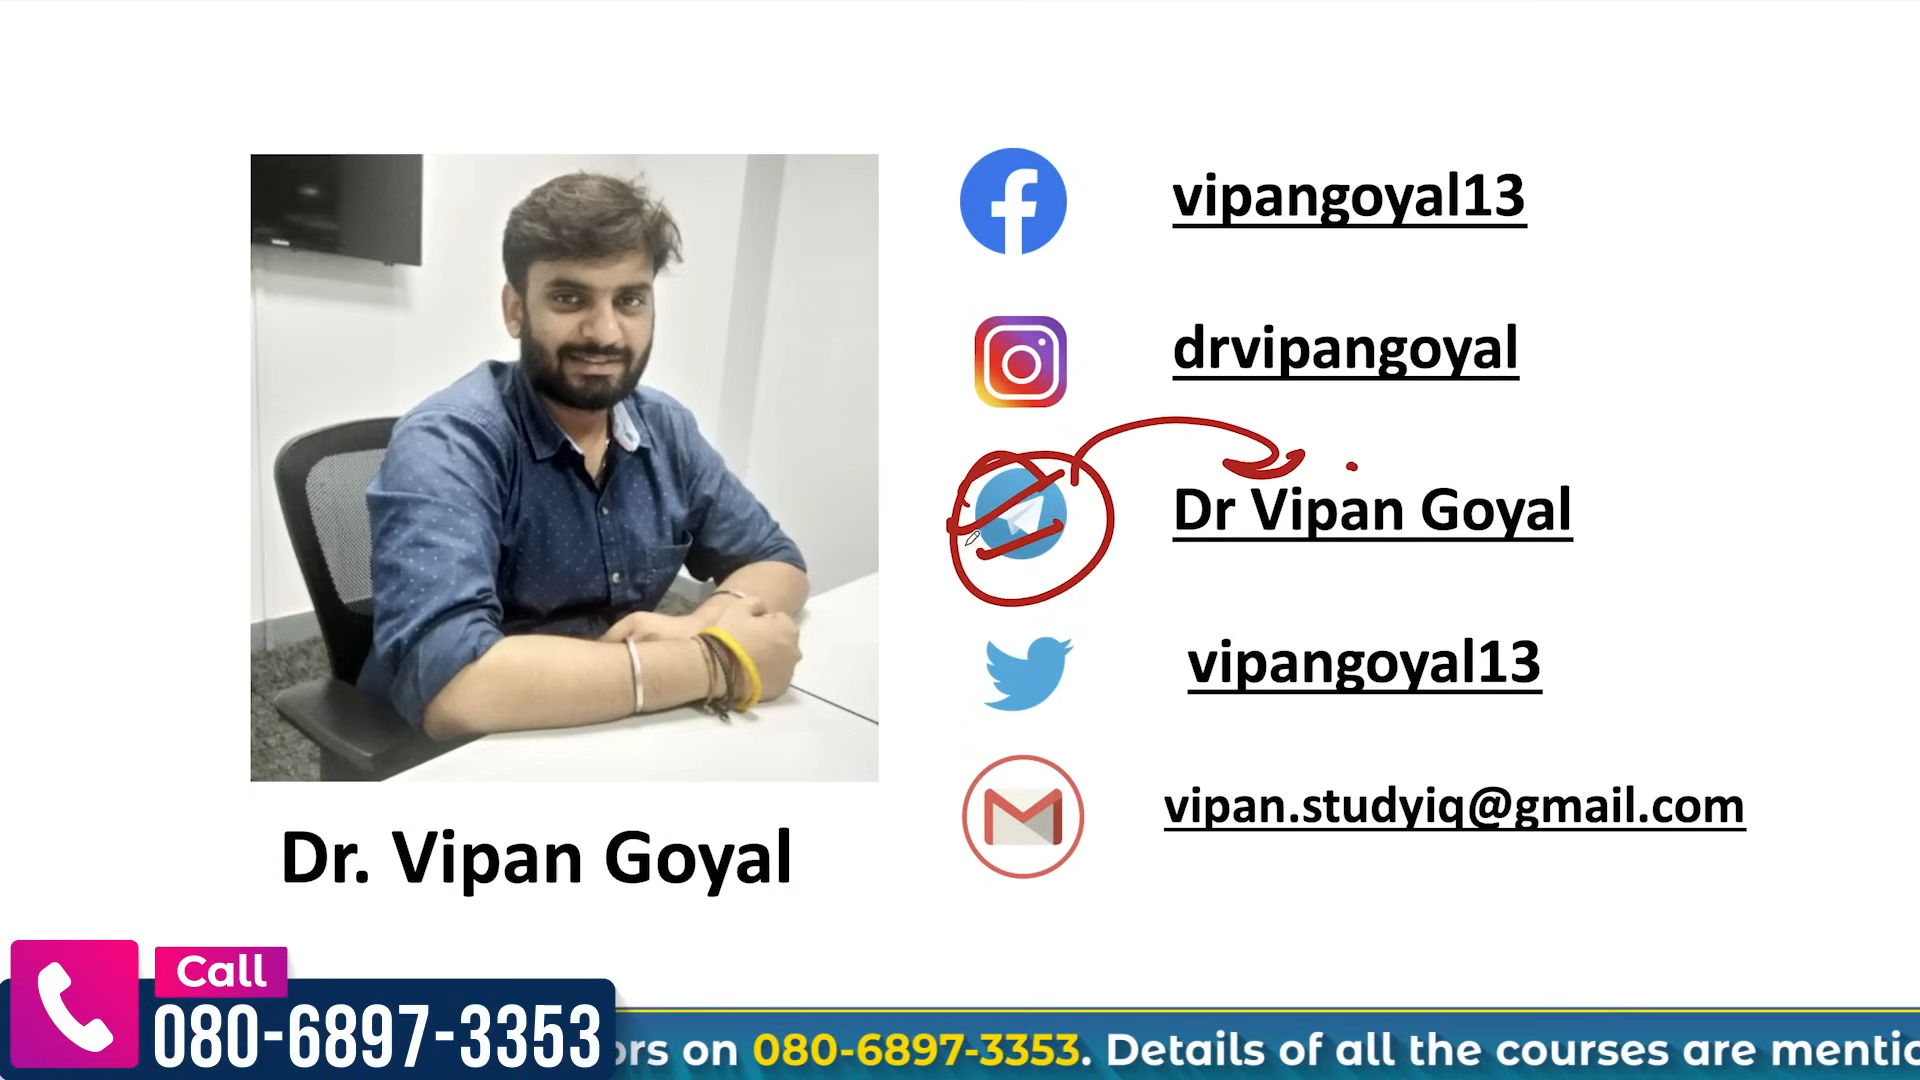 vipangoyal13
drvipangoyal
Dr Vipan Goyal
vipangoyal13
vipan.studyiq@gmail.com
Dr. Vipan Goyal
Call
080-6897-3353
ors on 080-6897-3353. Details of all the courses are mentic